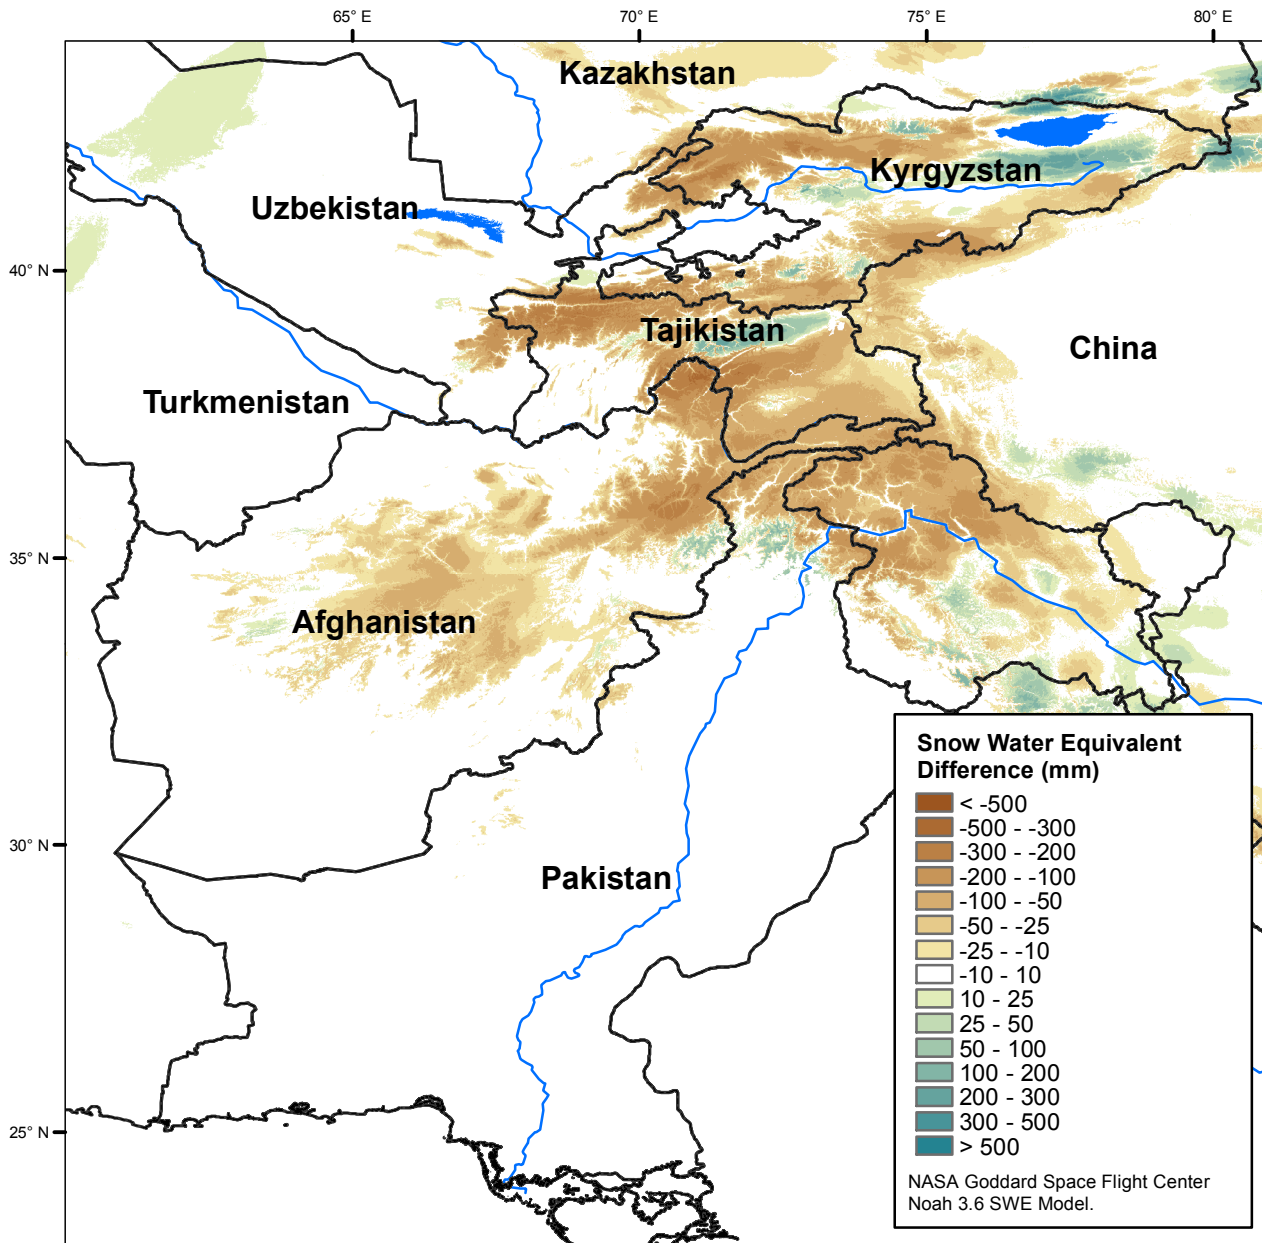 65° E
70° E
75° E
80° E
Kazakhstan
Kyrgyzstan
Uzbekistan
40° N
Tajikistan
China
Turkmenistan
35° N
Afghanistan
30° N
Pakistan
25° N
Snow Water Equivalent
Difference (mm)
< -500
-500 - -300
-300 - -200
-200 - -100
-100 - -50
-50 - -25
-25 - -10
-10 - 10
10 - 25
25 - 50
50 - 100
100 - 200
200 - 300
300 - 500
> 500
NASA Goddard Space Flight Center
Noah 3.6 SWE Model.